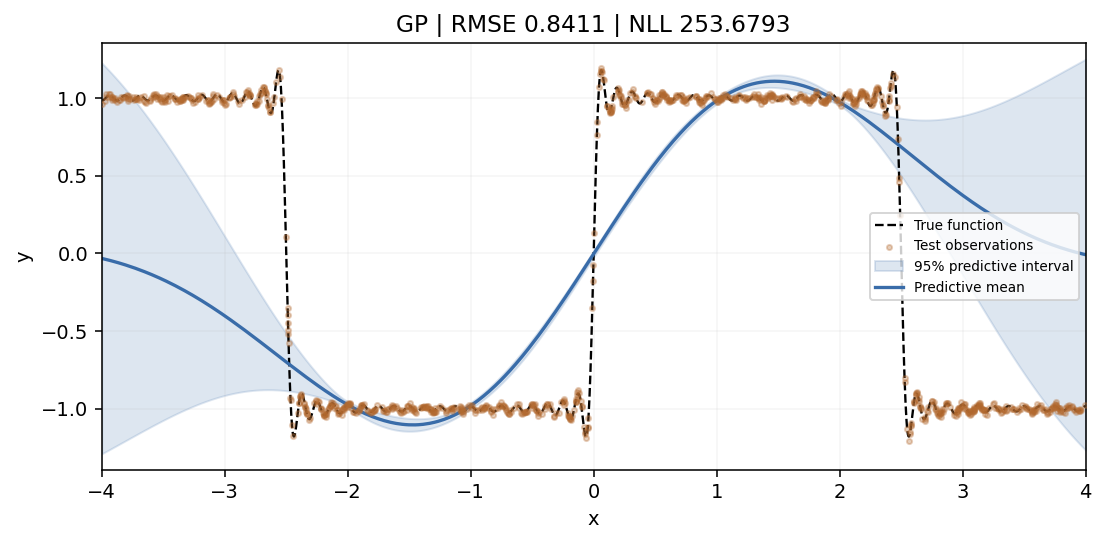 GP | RMSE 0.8411 | NLL 253.6793
y
1.0
0.5
0.0
−0.5
−1.0
True function
Test observations
95% predictive interval
Predictive mean
−4 −3 −2 −1 0 1 2 3 4
x